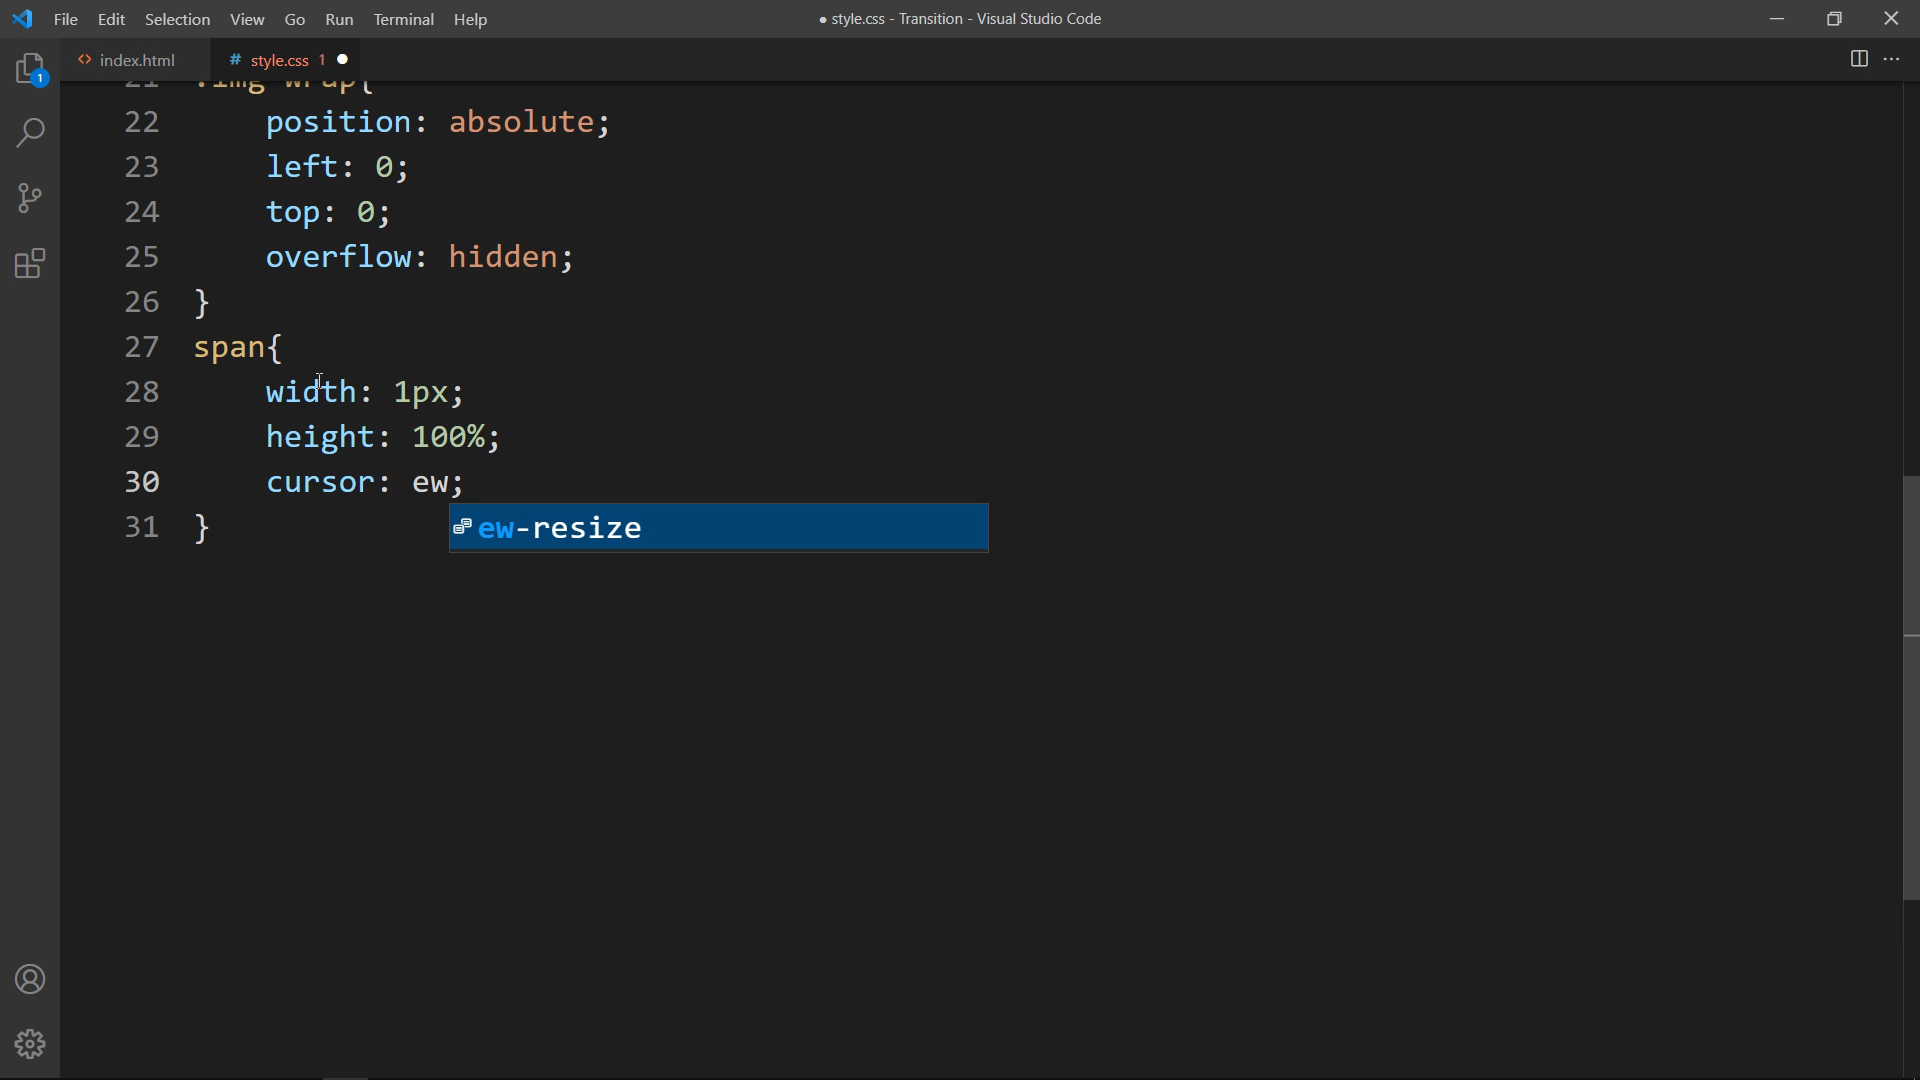 File Edit Selection View Go Run Terminal Help
● style.css - Transition - Visual Studio Code
<> index.html
# style.css 1 ●
1
22 position: absolute;
23 left: 0;
24 top: 0;
25 overflow: hidden;
26 }
27 span{
28 width: 1px;
29 height: 100%;
30 cursor: ew;
31 }
ew-resize